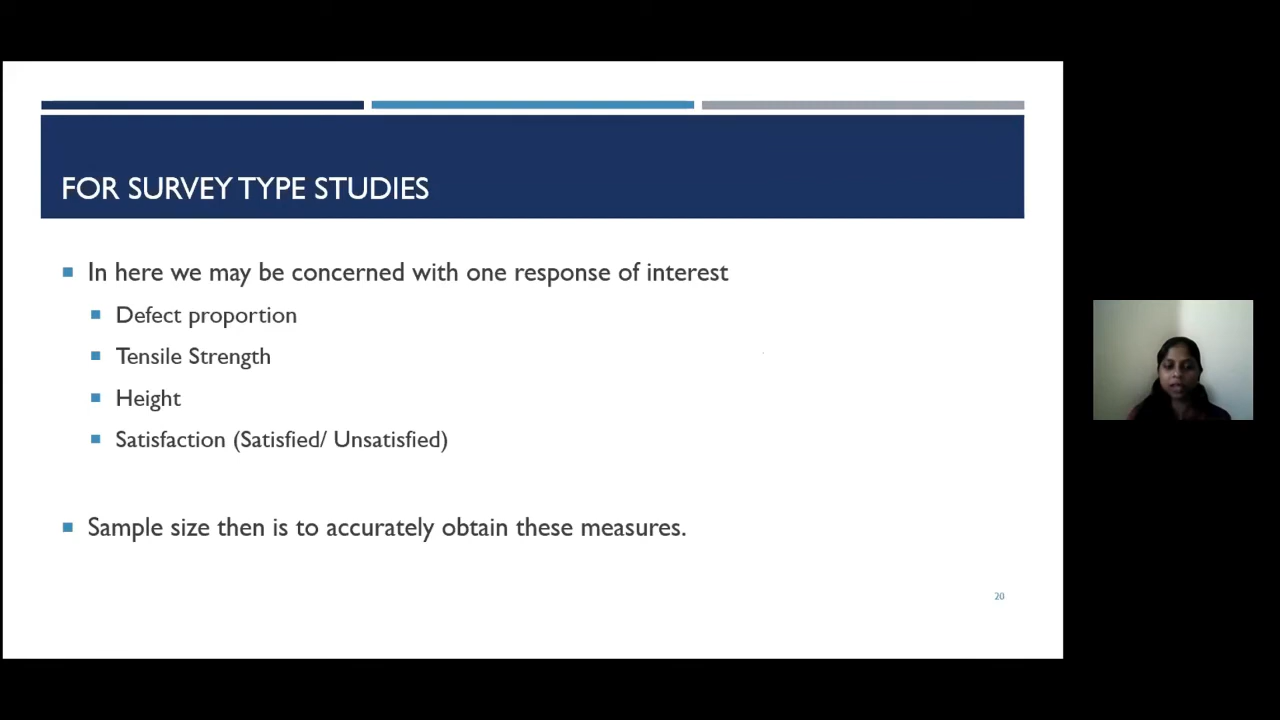 FOR SURVEY TYPE STUDIES
In here we may be concerned with one response of interest
Defect proportion
Tensile Strength
Height
Satisfaction (Satisfied/ Unsatisfied)
Sample size then is to accurately obtain these measures.
20